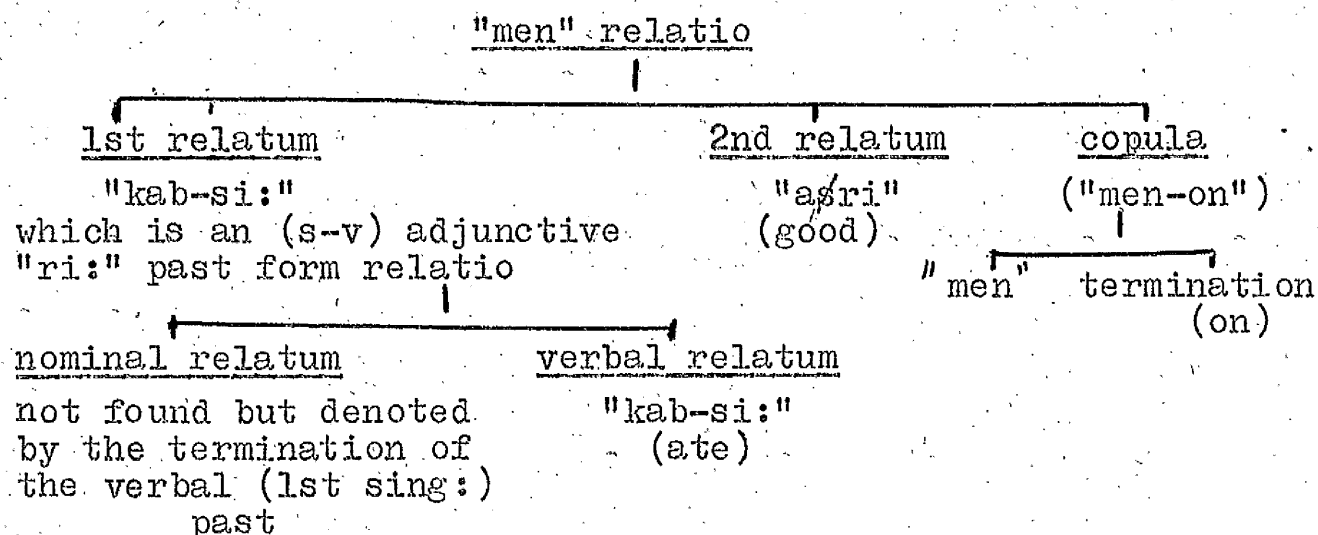 "men" relatio
1st relatum 2nd relatum copula
"kab-si:" "aṣri" ("men-on")
which is an (s-v) adjunctive (good)
"ri:" past form relatio "men" termination
(on)
nominal relatum verbal relatum
not found but denoted "kab-si:"
by the termination of (ate)
the verbal (1st sing:)
past